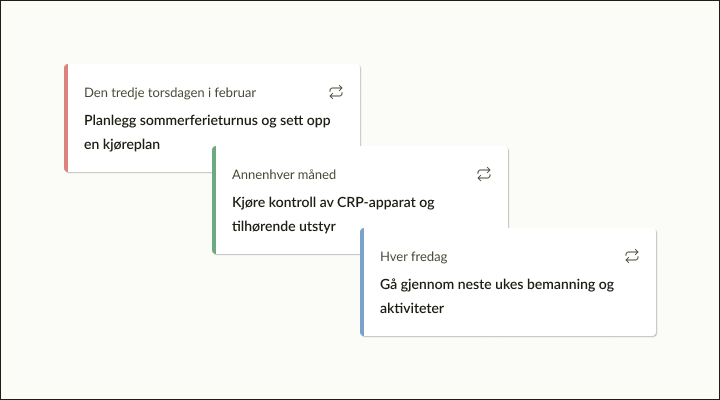 Den tredje torsdagen i februar
Planlegg sommerferieturnus og sett opp
en kjøreplan
Annenhver måned
Kjøre kontroll av CRP-apparat og
tilhørende utstyr
Hver fredag
Gå gjennom neste ukes bemanning og
aktiviteter